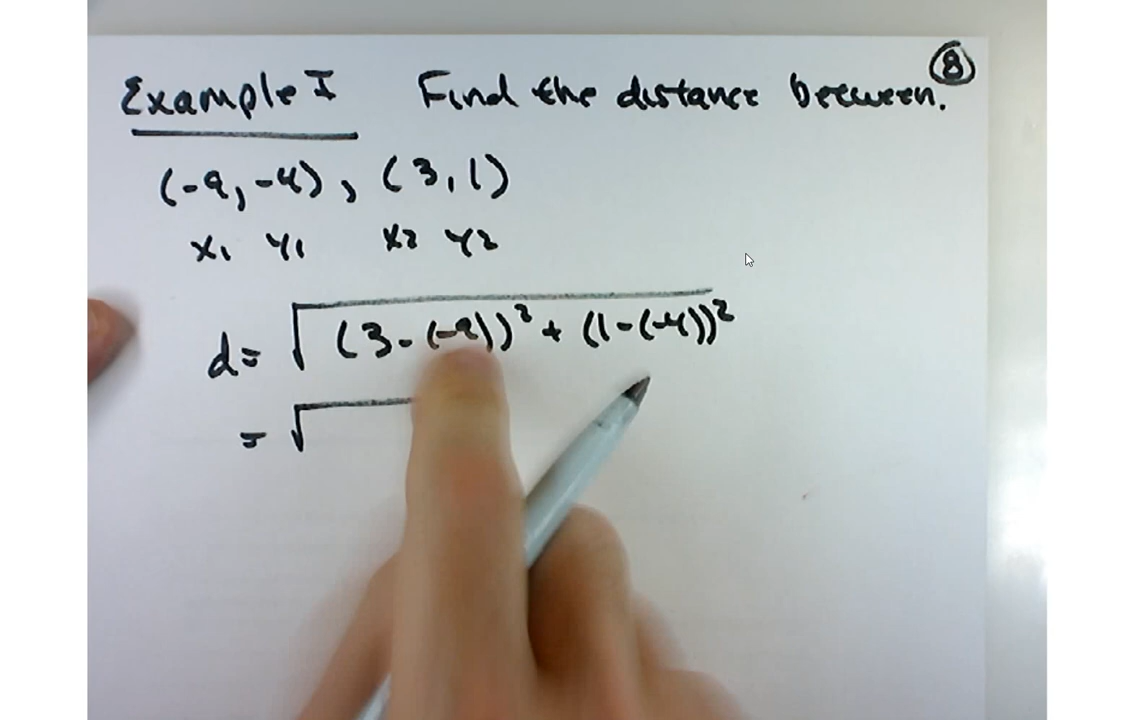 Example I Find the distance between. 8
(-9, -4), (3, 1)
x1 y1 x2 y2
d = √(3-(-9))² + (1-(-4))²
= √